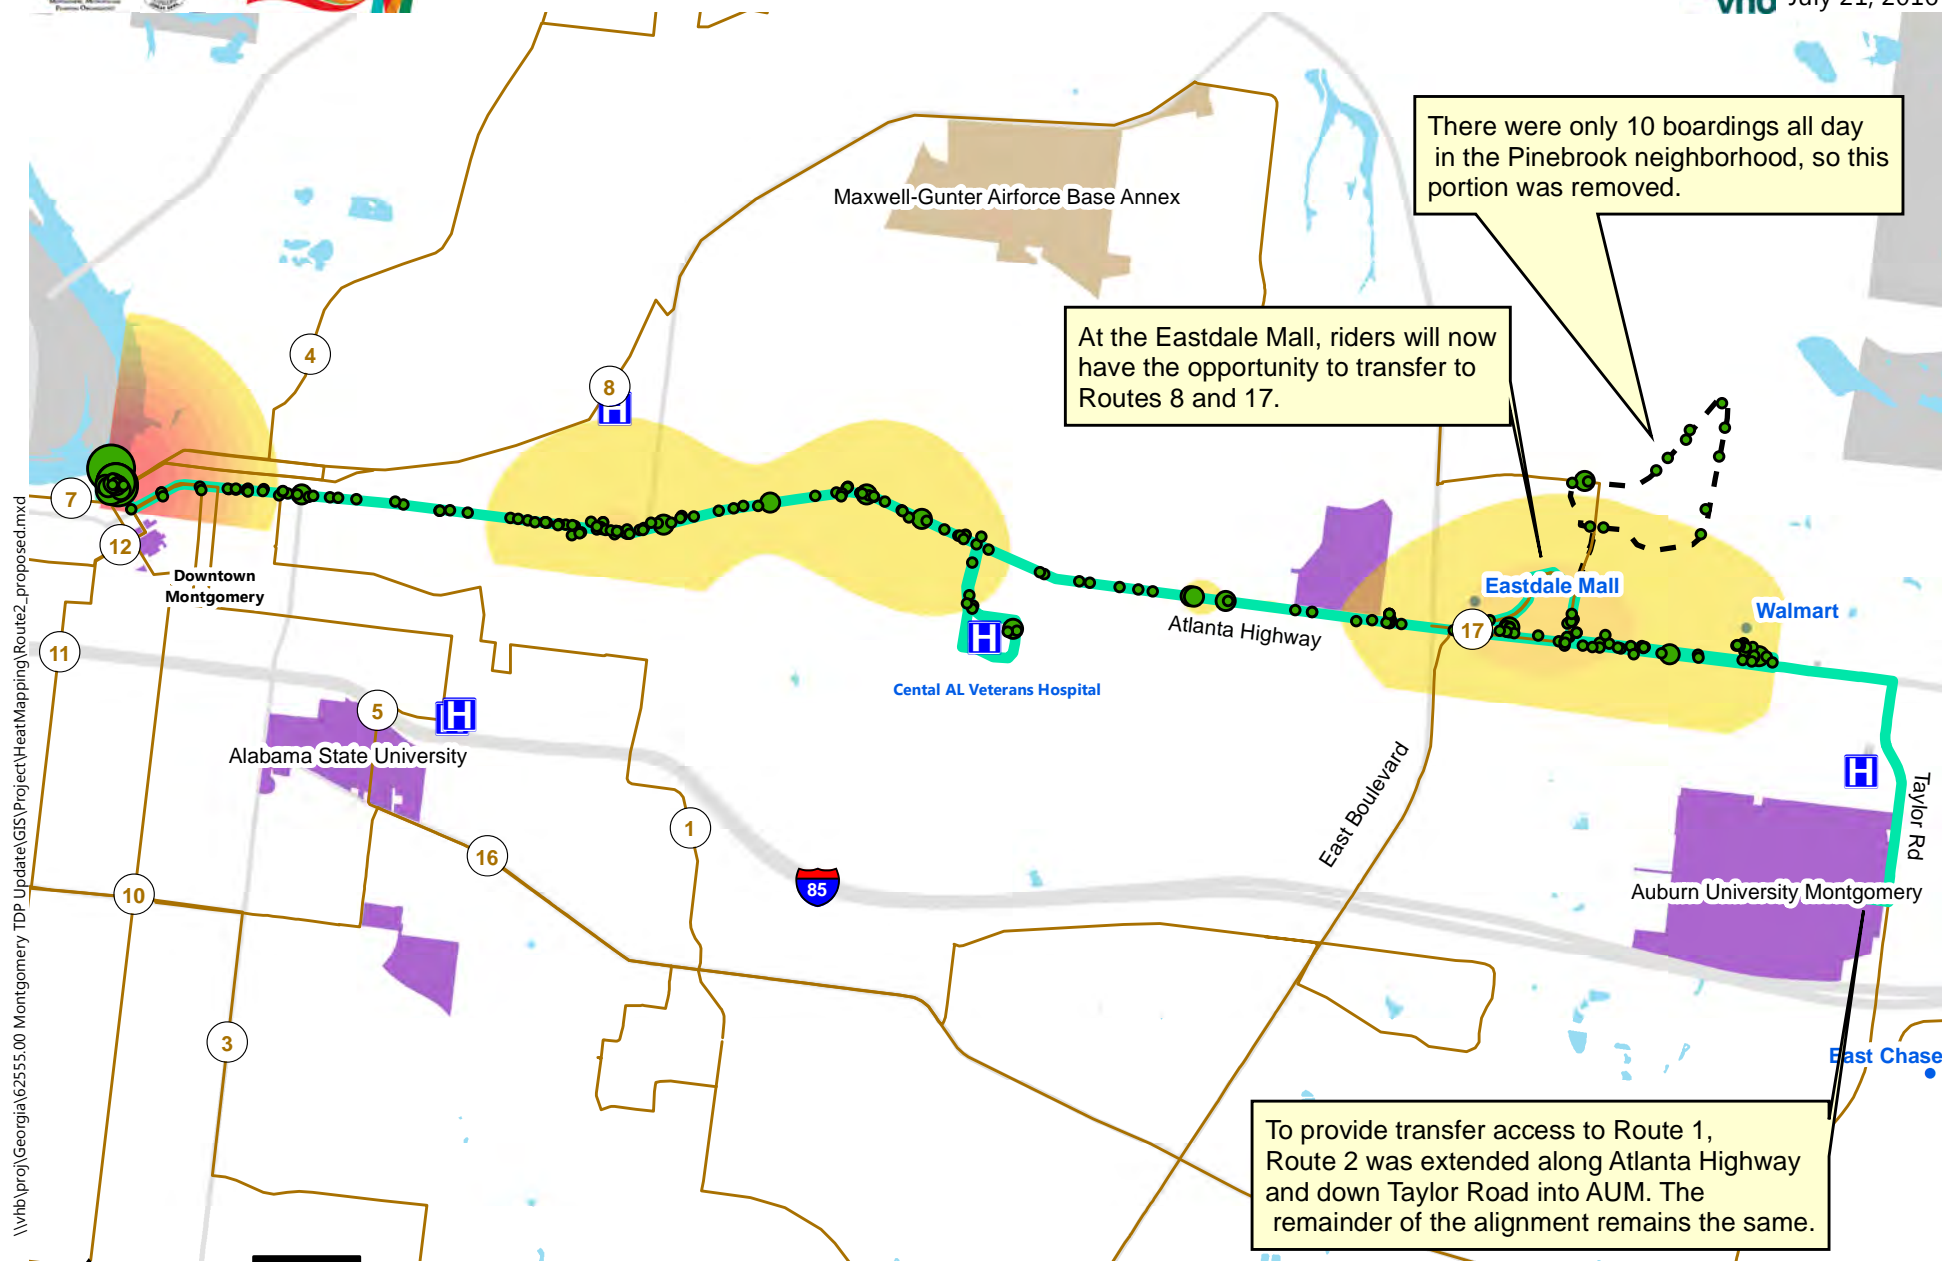 vhb July 21, 2016
There were only 10 boardings all day
in the Pinebrook neighborhood, so this
portion was removed.
Maxwell-Gunter Airforce Base Annex
At the Eastdale Mall, riders will now
have the opportunity to transfer to
Routes 8 and 17.
4
8
7
12
Downtown
Montgomery
Eastdale Mall
Walmart
17
Atlanta Highway
11
H
H
H
H
Cental AL Veterans Hospital
5
Alabama State University
1
16
85
10
3
East Boulevard
Taylor Rd
Auburn University Montgomery
East Chase
To provide transfer access to Route 1,
Route 2 was extended along Atlanta Highway
and down Taylor Road into AUM. The
remainder of the alignment remains the same.
\\vhb\proj\Georgia\62555.00 Montgomery TDP Update\GIS\Project\HeatMapping\Route2_proposed.mxd